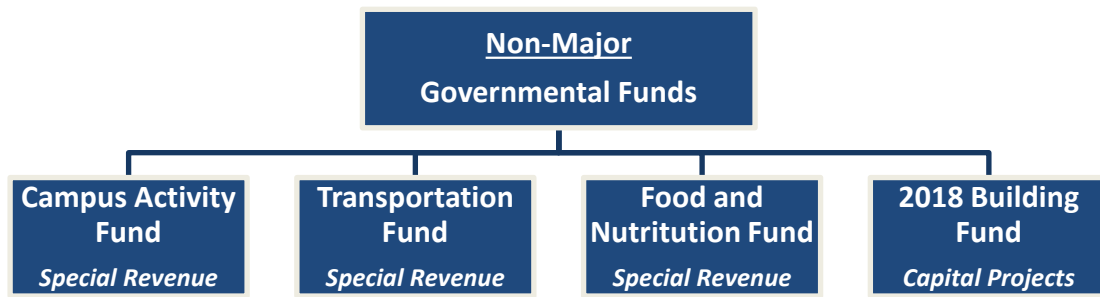 Non-Major
Governmental Funds
Campus Activity
Fund
Special Revenue
Transportation
Fund
Special Revenue
Food and
Nutritution Fund
Special Revenue
2018 Building
Fund
Capital Projects